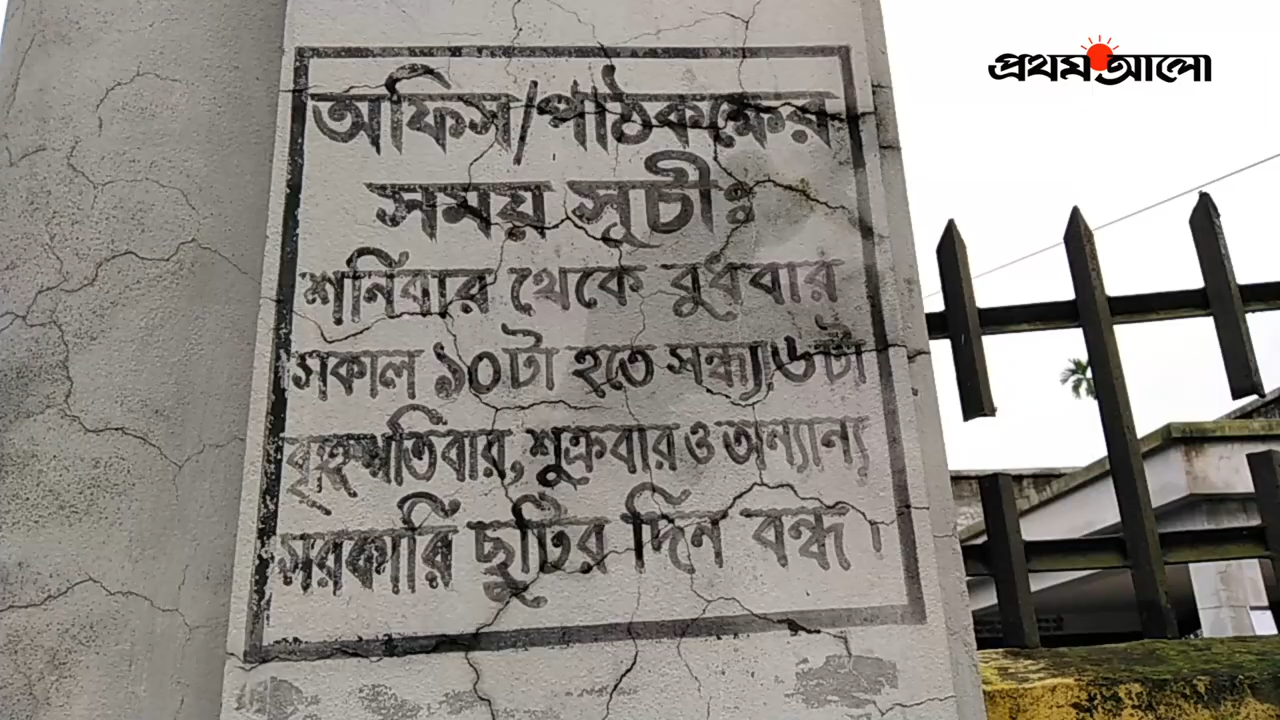 প্রথম আলো
অফিস/পাঠকক্ষের
সময় সূচীঃ
শনিবার থেকে বুধবার
সকাল ১০টা হতে সন্ধ্যা ৬টা
বৃহস্পতিবার, শুক্রবার ও অন্যান্য
সরকারি ছুটির দিন বন্ধ।